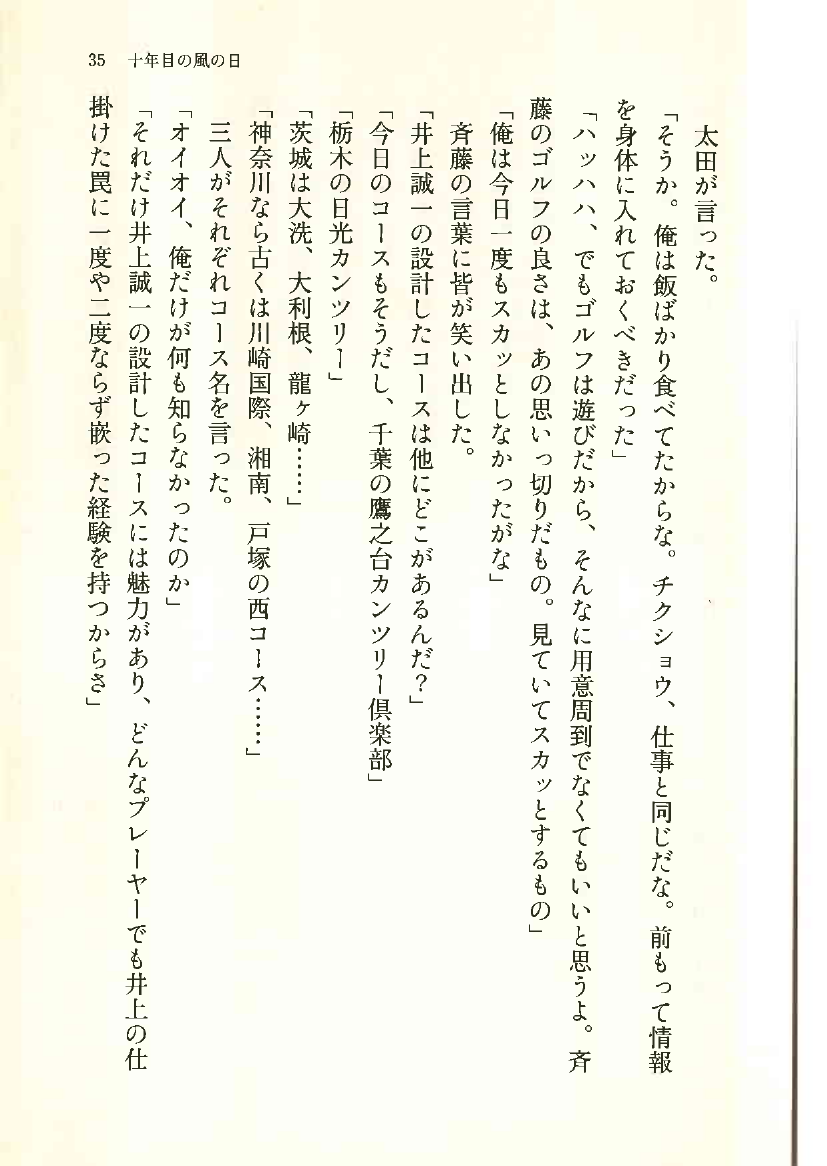 35 十年目の風の日
太田が言った。
「そうか。俺は飯ばかり食べてたからな。チクショウ、仕事と同じだな。前もって情報
を身体に入れておくべきだった」
「ハッハハ、でもゴルフは遊びだから、そんなに用意周到でなくてもいいと思うよ。斉
藤のゴルフの良さは、あの思いっ切りだもの。見ていてスカッとするもの」
「俺は今日一度もスカッとしなかったがな」
斉藤の言葉に皆が笑い出した。
「井上誠一の設計したコースは他にどこがあるんだ？」
「今日のコースもそうだし、千葉の鷹之台カンツリー倶楽部」
「栃木の日光カンツリー」
「茨城は大洗、大利根、龍ヶ崎……」
「神奈川なら古くは川崎国際、湘南、戸塚の西コース……」
三人がそれぞれコース名を言った。
「オイオイ、俺だけが何も知らなかったのか」
「それだけ井上誠一の設計したコースには魅力があり、どんなプレーヤーでも井上の仕
掛けた罠に一度や二度ならず嵌った経験を持つからさ」